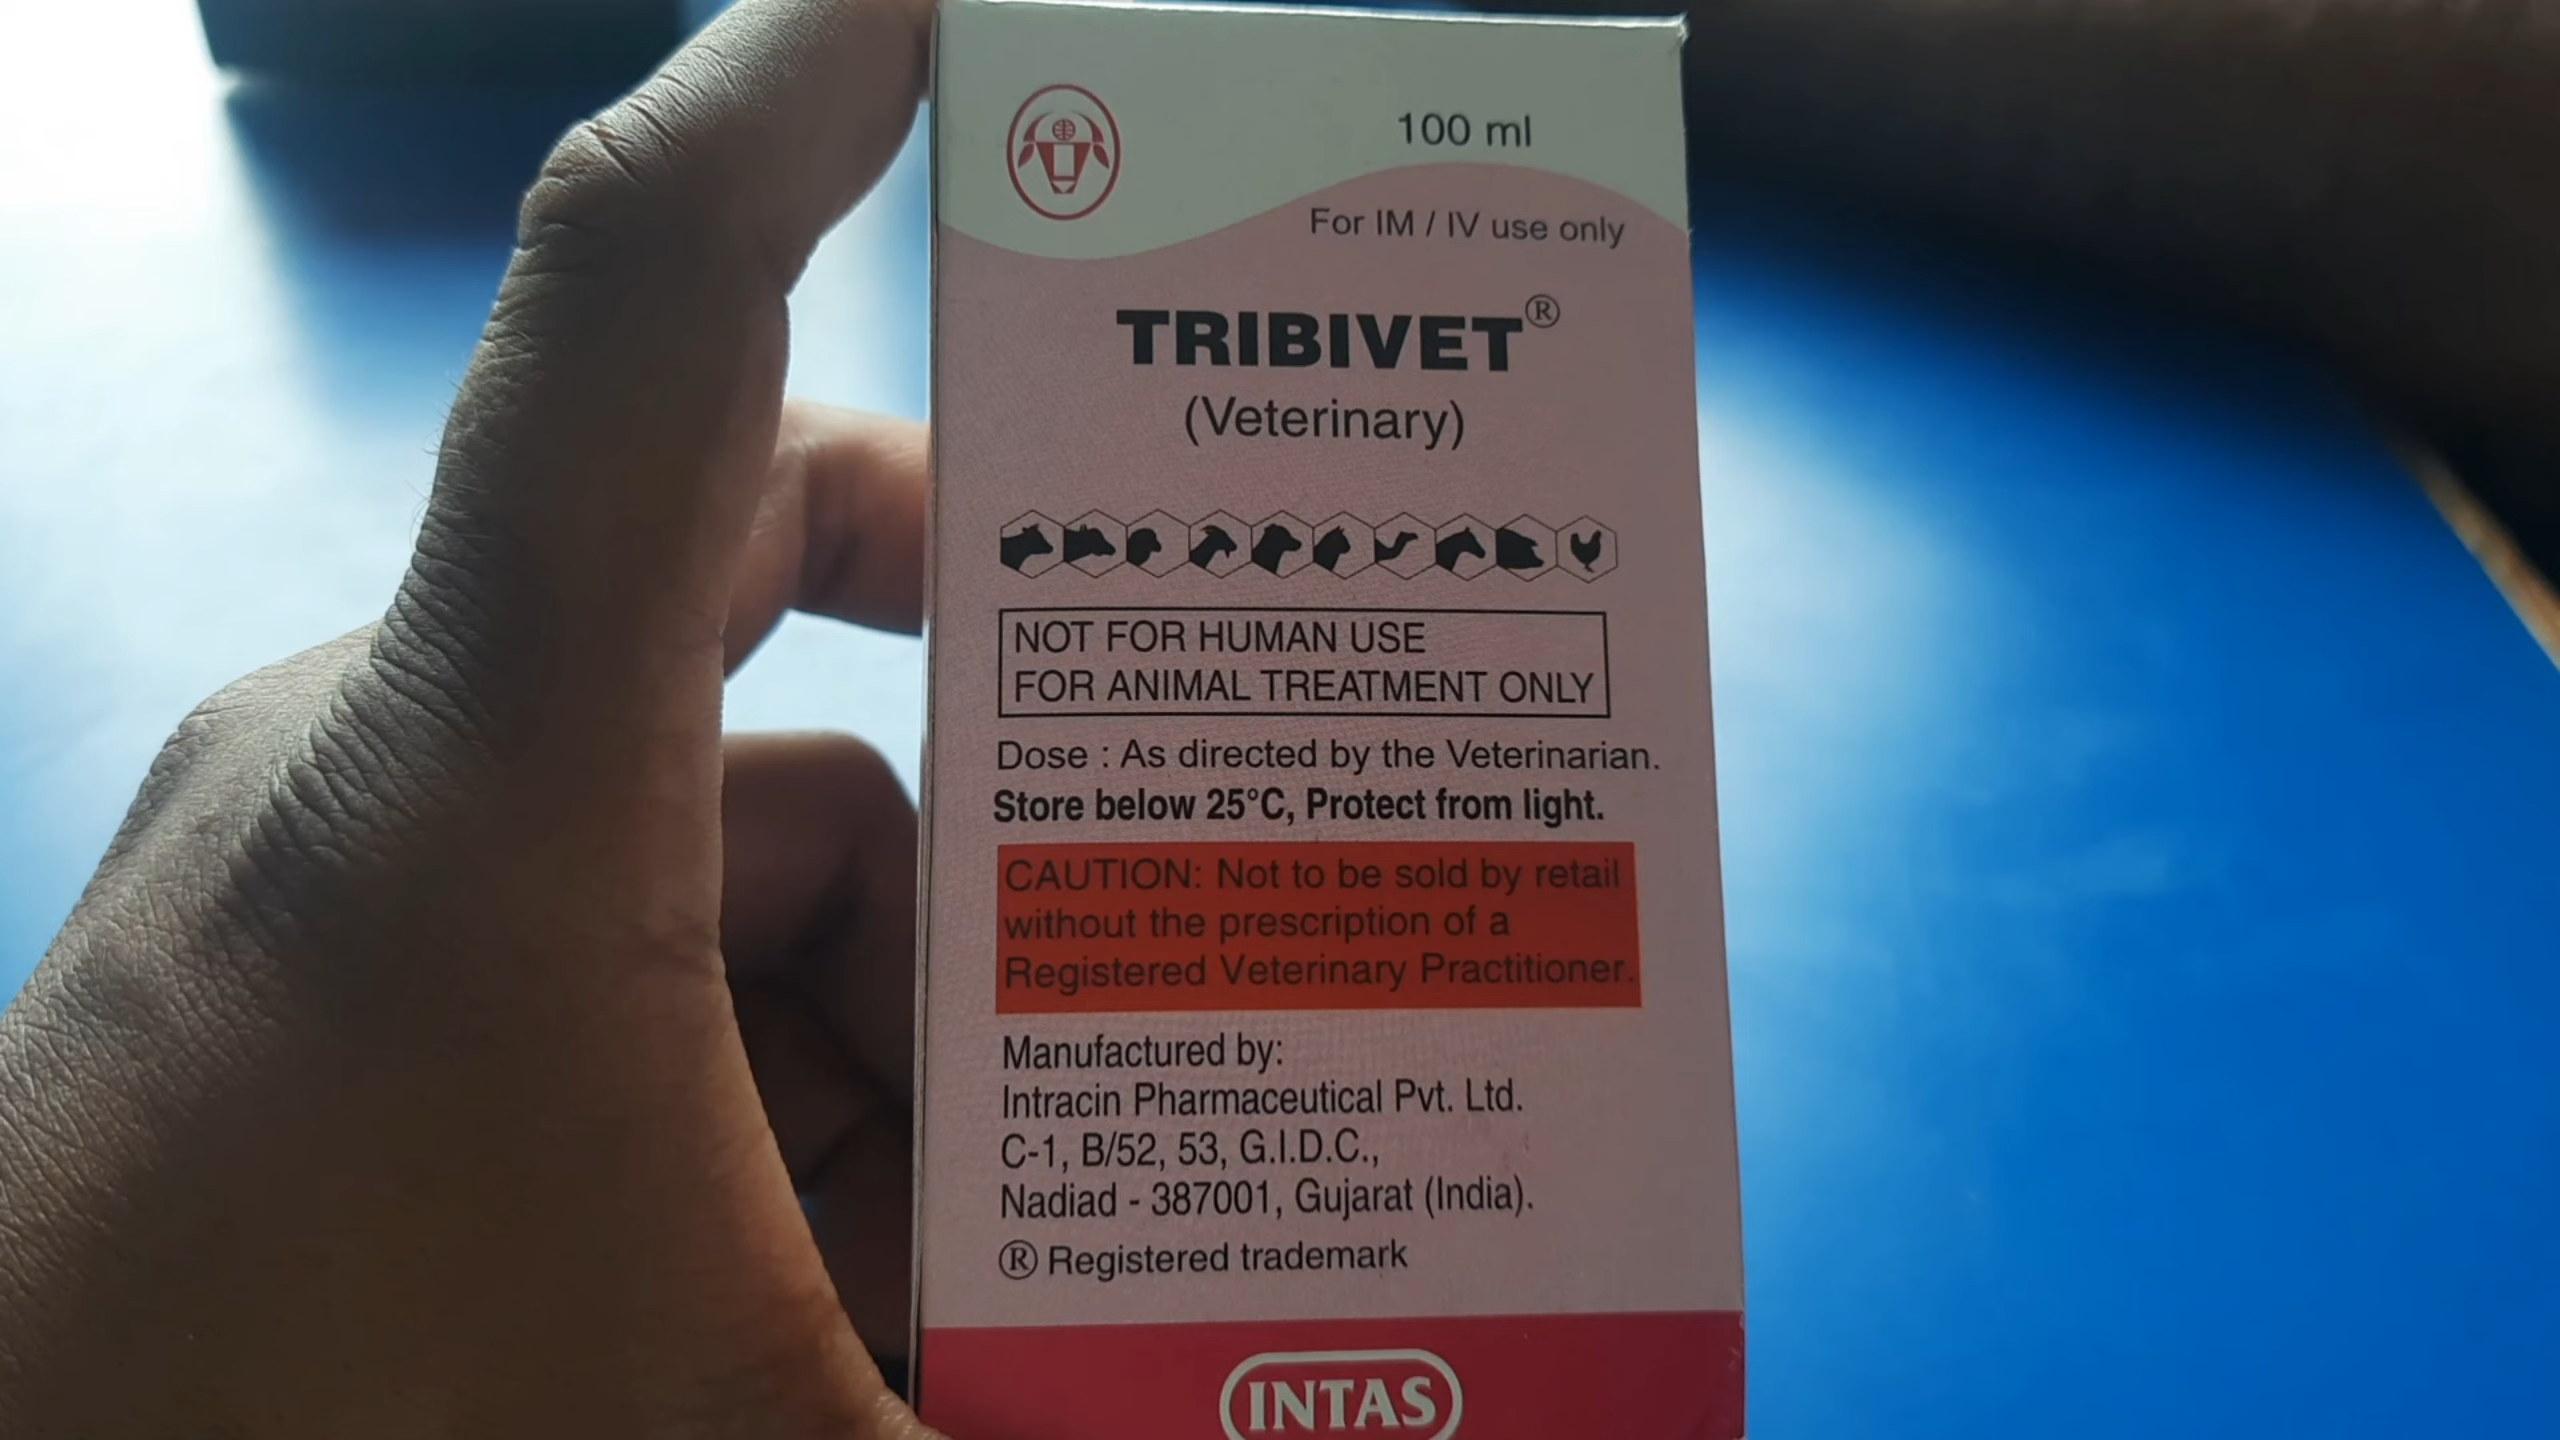 100 ml
For IM / IV use only
TRIBIVET®
(Veterinary)
NOT FOR HUMAN USE
FOR ANIMAL TREATMENT ONLY
Dose : As directed by the Veterinarian.
Store below 25°C, Protect from light.
CAUTION: Not to be sold by retail
without the prescription of a
Registered Veterinary Practitioner.
Manufactured by:
Intracin Pharmaceutical Pvt. Ltd.
C-1, B/52, 53, G.I.D.C.,
Nadiad - 387001, Gujarat (India).
® Registered trademark
INTAS